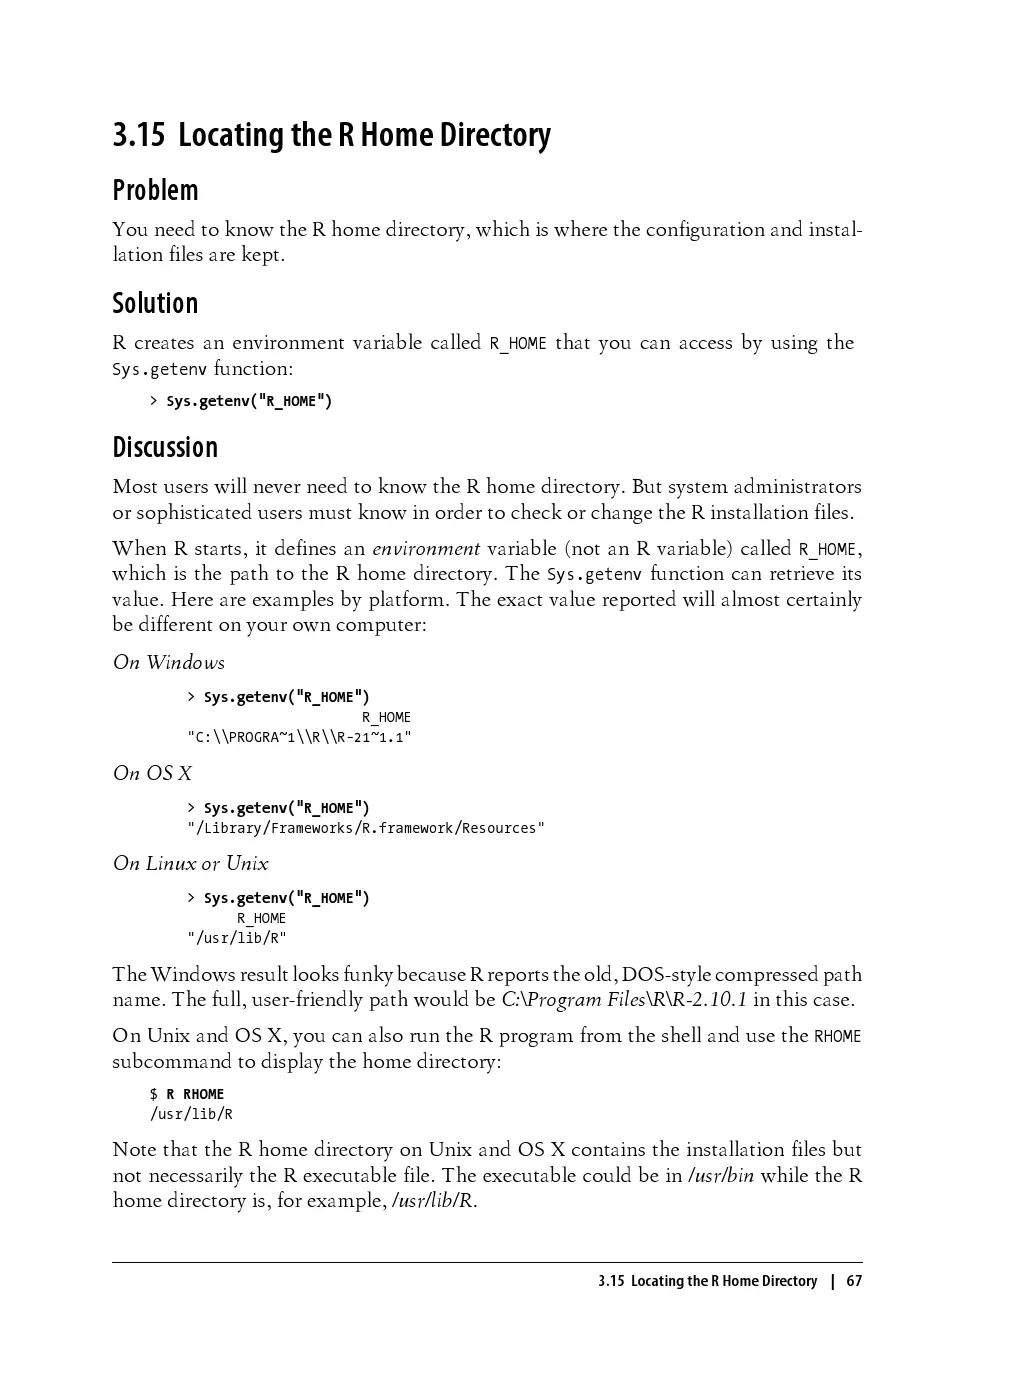 3.15 Locating the R Home Directory
Problem
You need to know the R home directory, which is where the configuration and instal-
lation files are kept.
Solution
R creates an environment variable called R_HOME that you can access by using the
Sys.getenv function:
> Sys.getenv("R_HOME")
Discussion
Most users will never need to know the R home directory. But system administrators
or sophisticated users must know in order to check or change the R installation files.
When R starts, it defines an environment variable (not an R variable) called R_HOME,
which is the path to the R home directory. The Sys.getenv function can retrieve its
value. Here are examples by platform. The exact value reported will almost certainly
be different on your own computer:
On Windows
> Sys.getenv("R_HOME")
R_HOME
"C:\\PROGRA~1\\R\\R-21~1.1"
On OS X
> Sys.getenv("R_HOME")
"/Library/Frameworks/R.framework/Resources"
On Linux or Unix
> Sys.getenv("R_HOME")
R_HOME
"/usr/lib/R"
The Windows result looks funky because R reports the old, DOS-style compressed path
name. The full, user-friendly path would be C:\Program Files\R\R-2.10.1 in this case.
On Unix and OS X, you can also run the R program from the shell and use the RHOME
subcommand to display the home directory:
$ R RHOME
/usr/lib/R
Note that the R home directory on Unix and OS X contains the installation files but
not necessarily the R executable file. The executable could be in /usr/bin while the R
home directory is, for example, /usr/lib/R.
3.15 Locating the R Home Directory | 67